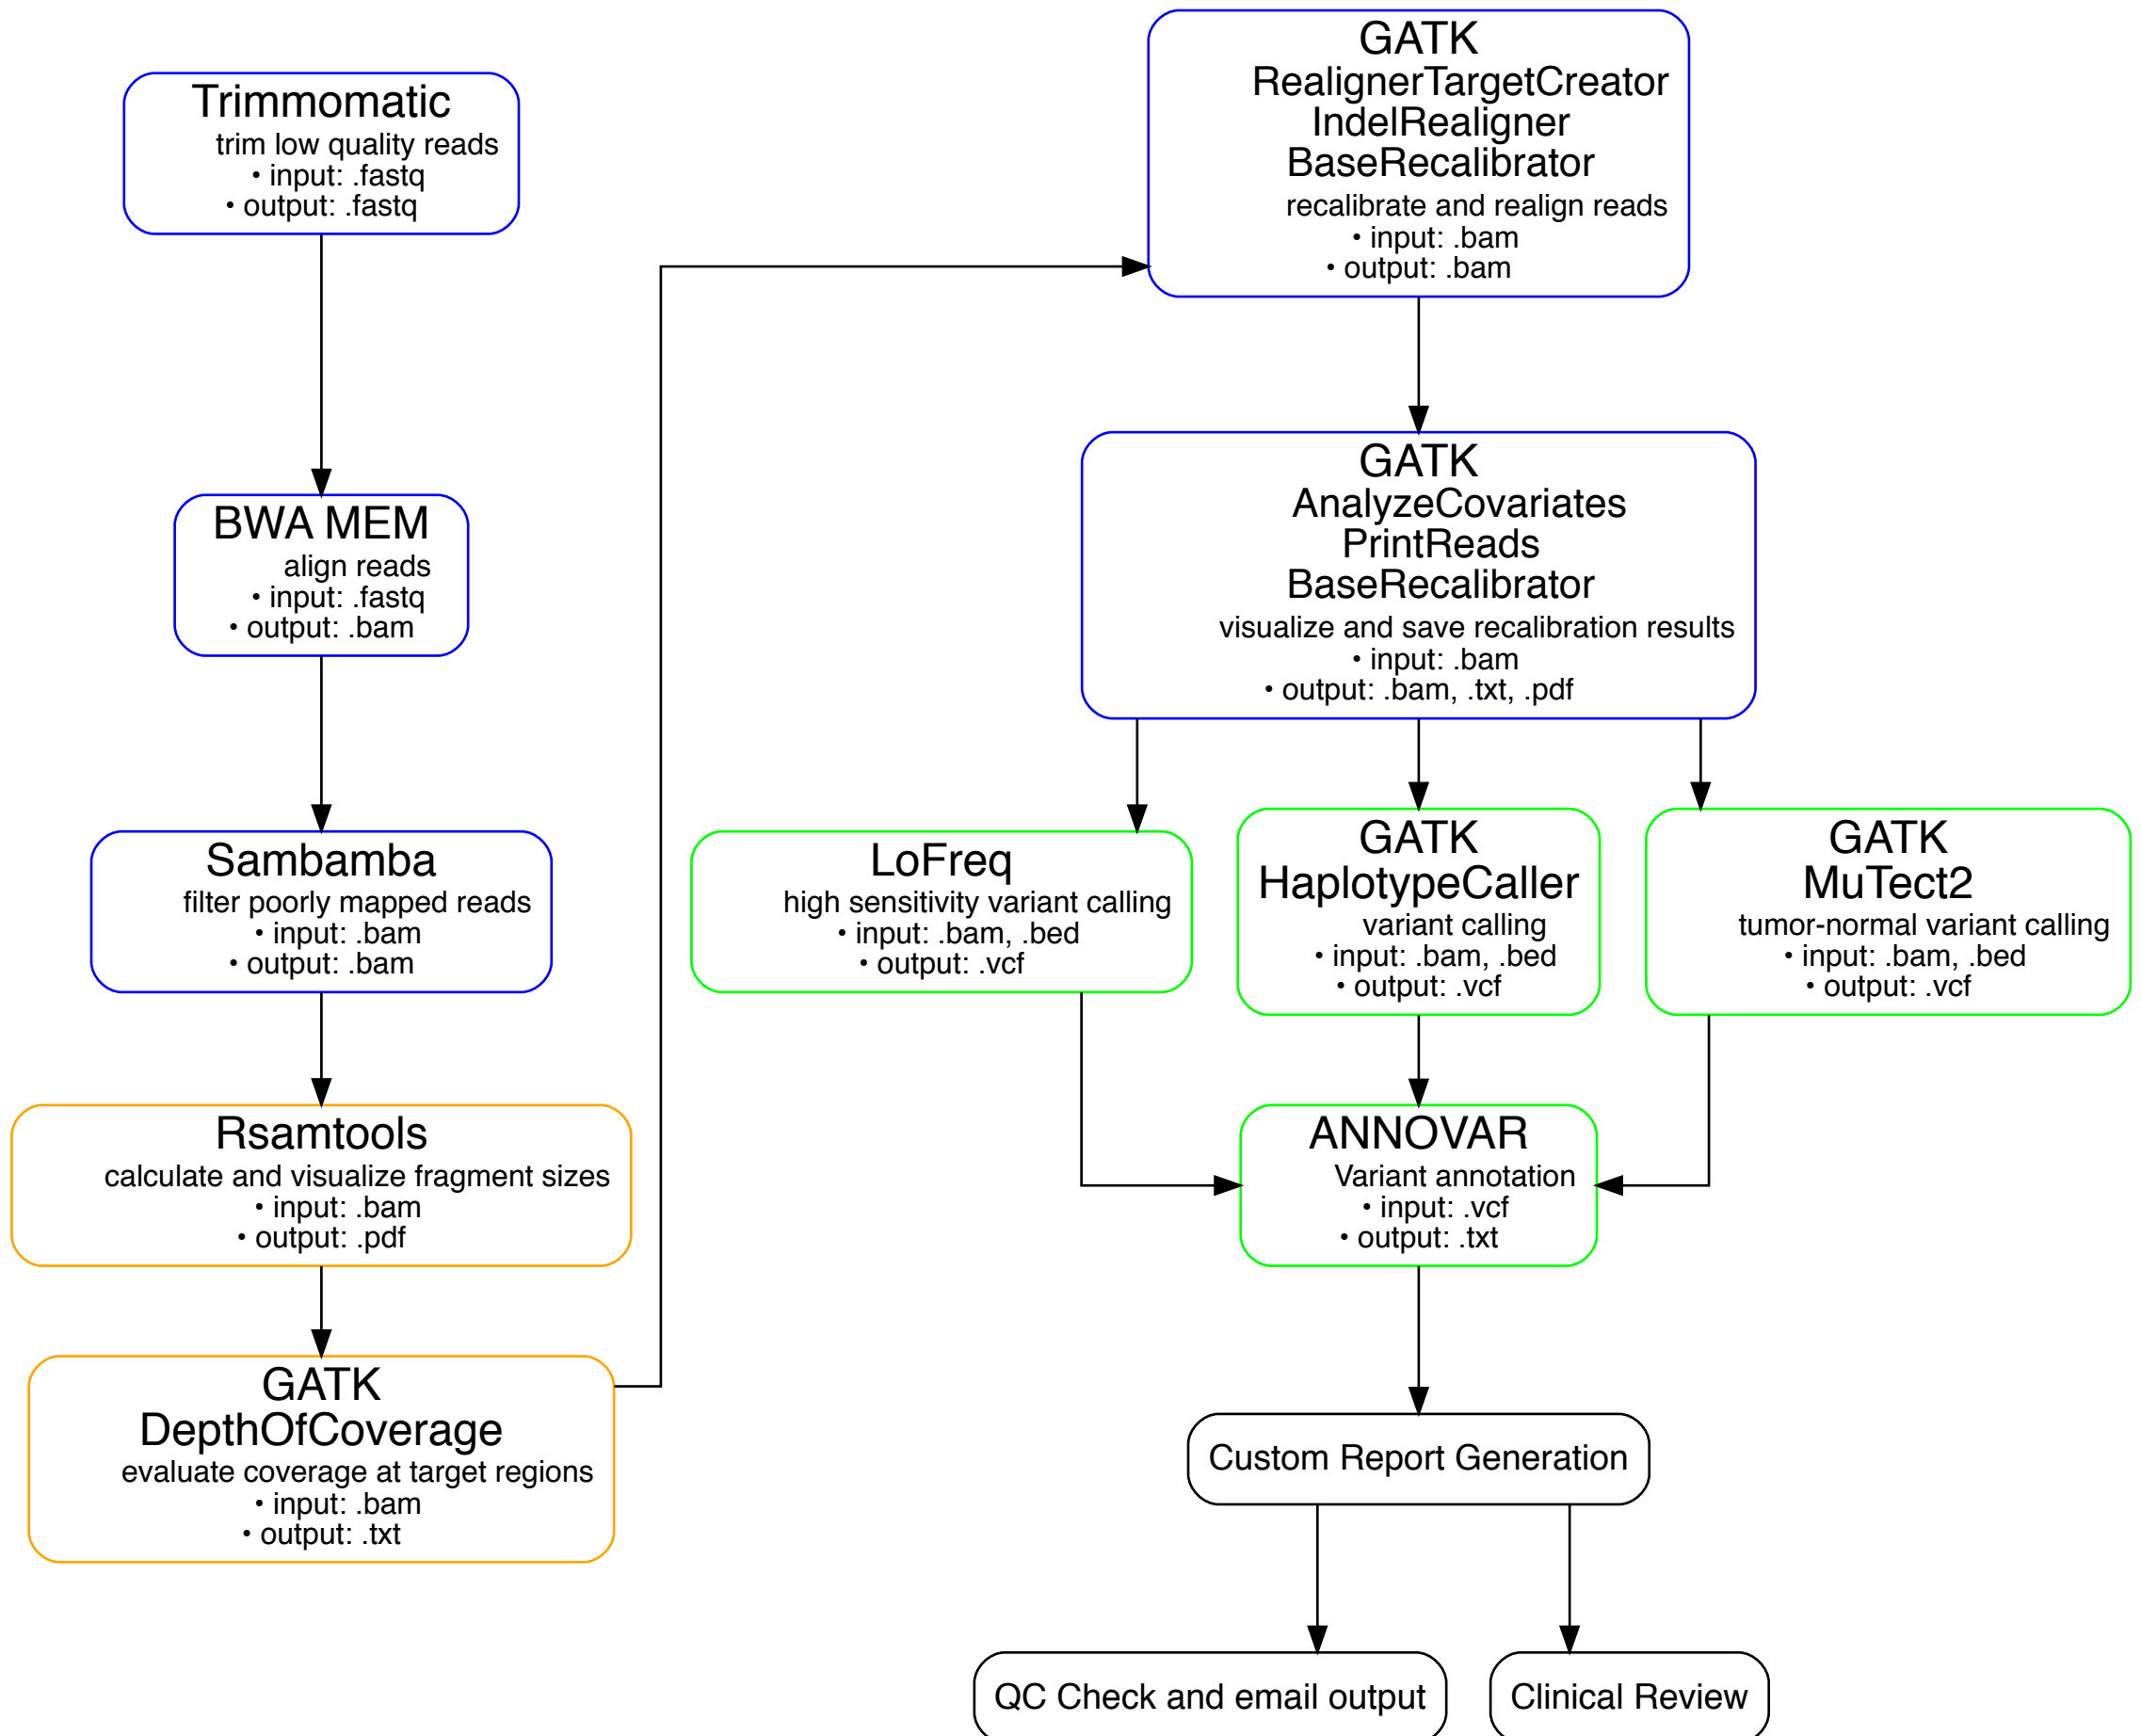 Trimmomatic
trim low quality reads
• input: .fastq
• output: .fastq
BWA MEM
align reads
• input: .fastq
• output: .bam
Sambamba
filter poorly mapped reads
• input: .bam
• output: .bam
Rsamtools
calculate and visualize fragment sizes
• input: .bam
• output: .pdf
GATK
DepthOfCoverage
evaluate coverage at target regions
• input: .bam
• output: .txt
GATK
RealignerTargetCreator
IndelRealigner
BaseRecalibrator
recalibrate and realign reads
• input: .bam
• output: .bam
GATK
AnalyzeCovariates
PrintReads
BaseRecalibrator
visualize and save recalibration results
• input: .bam
• output: .bam, .txt, .pdf
LoFreq
high sensitivity variant calling
• input: .bam, .bed
• output: .vcf
GATK
HaplotypeCaller
variant calling
• input: .bam, .bed
• output: .vcf
GATK
MuTect2
tumor-normal variant calling
• input: .bam, .bed
• output: .vcf
ANNOVAR
Variant annotation
• input: .vcf
• output: .txt
Custom Report Generation
QC Check and email output
Clinical Review